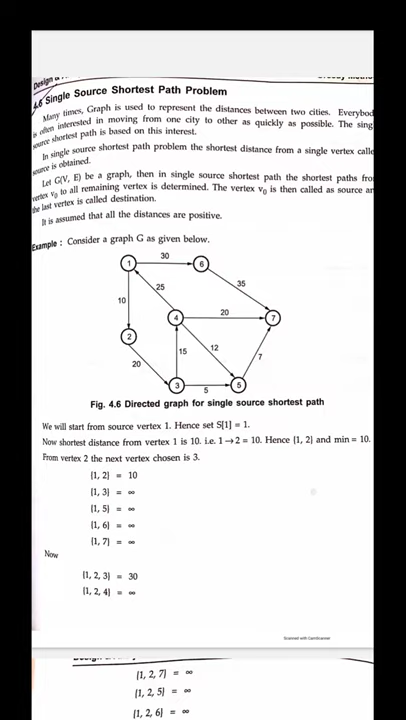 Design &
4.6 Single Source Shortest Path Problem
Many times, Graph is used to represent the distances between two cities. Everybod
is often interested in moving from one city to other as quickly as possible. The sing
source shortest path is based on this interest.
In single source shortest path problem the shortest distance from a single vertex calle
source is obtained.
Let G(V, E) be a graph, then in single source shortest path the shortest paths fro
vertex v0 to all remaining vertex is determined. The vertex v0 is then called as source an
the last vertex is called destination.
It is assumed that all the distances are positive.
Example : Consider a graph G as given below.
30
1
6
25
35
10
4
20
7
2
15
12
20
7
3
5
5
Fig. 4.6 Directed graph for single source shortest path
We will start from source vertex 1. Hence set S[1] = 1.
Now shortest distance from vertex 1 is 10. i.e. 1→2 = 10. Hence {1, 2} and min = 10.
From vertex 2 the next vertex chosen is 3.
{1, 2} = 10
{1, 3} = ∞
{1, 5} = ∞
{1, 6} = ∞
{1, 7} = ∞
Now
{1, 2, 3} = 30
{1, 2, 4} = ∞
Scanned with CamScanner
{1, 2, 7} = ∞
{1, 2, 5} = ∞
{1, 2, 6} = ∞